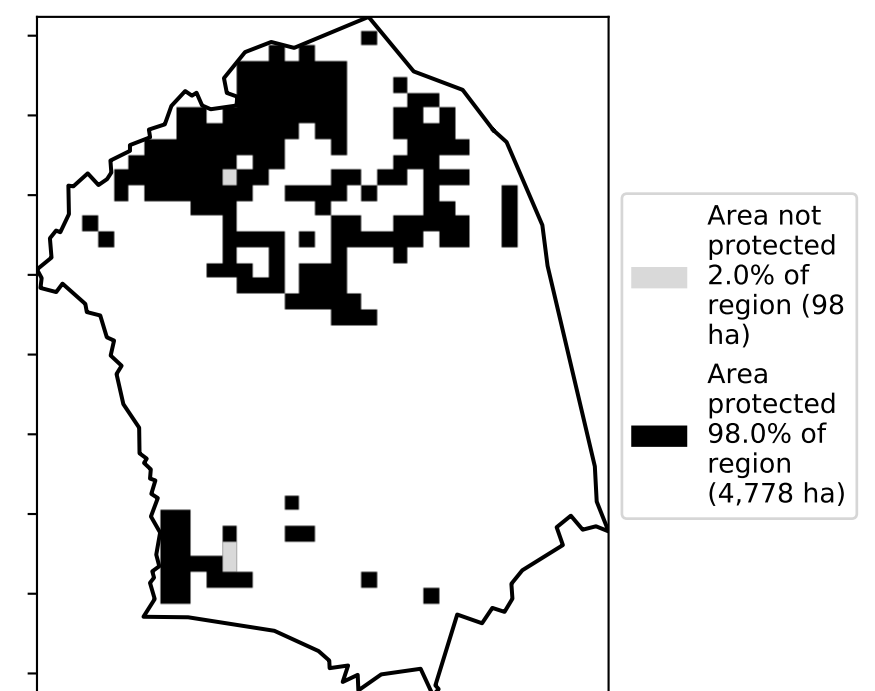 Area not
protected
2.0% of
region (98
ha)
Area
protected
98.0% of
region
(4,778 ha)